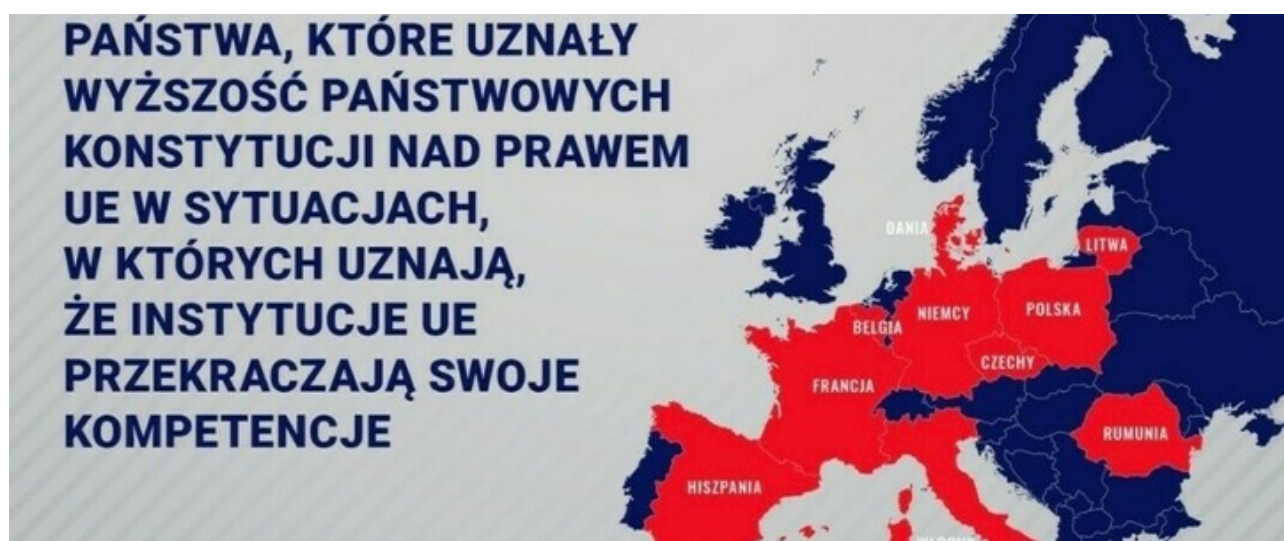 PAŃSTWA, KTÓRE UZNAŁY
WYŻSZOŚĆ PAŃSTWOWYCH
KONSTYTUCJI NAD PRAWEM
UE W SYTUACJACH,
W KTÓRYCH UZNAJĄ,
ŻE INSTYTUCJE UE
PRZEKRACZAJĄ SWOJE
KOMPETENCJE
DANIA
LITWA
NIEMCY
POLSKA
BELGIA
CZECHY
FRANCJA
RUMUNIA
HISZPANIA